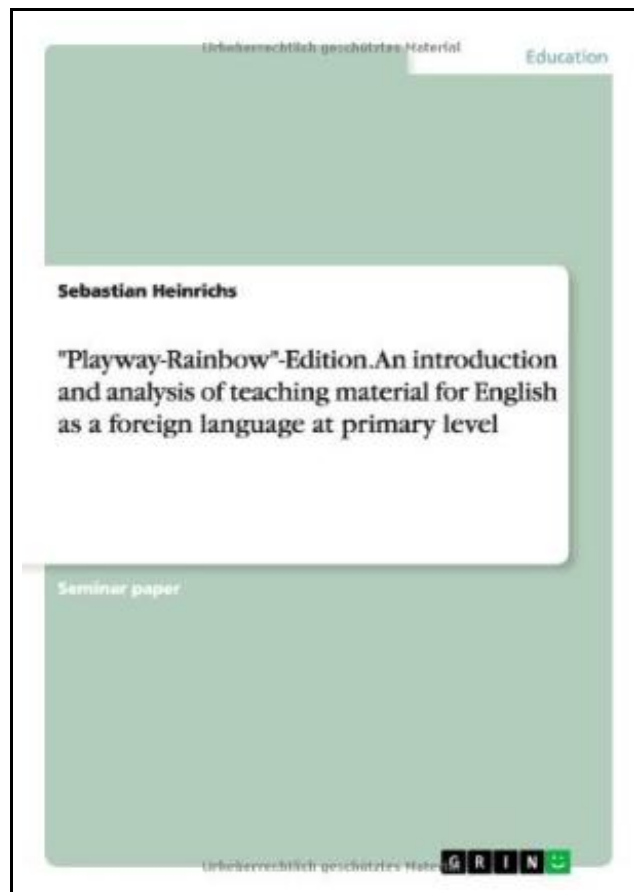 Urheberrechtlich geschütztes Material
Education
Sebastian Heinrichs
"Playway-Rainbow"-Edition. An introduction
and analysis of teaching material for English
as a foreign language at primary level
Seminar paper
Urheberrechtlich geschütztes Mate
GRIN